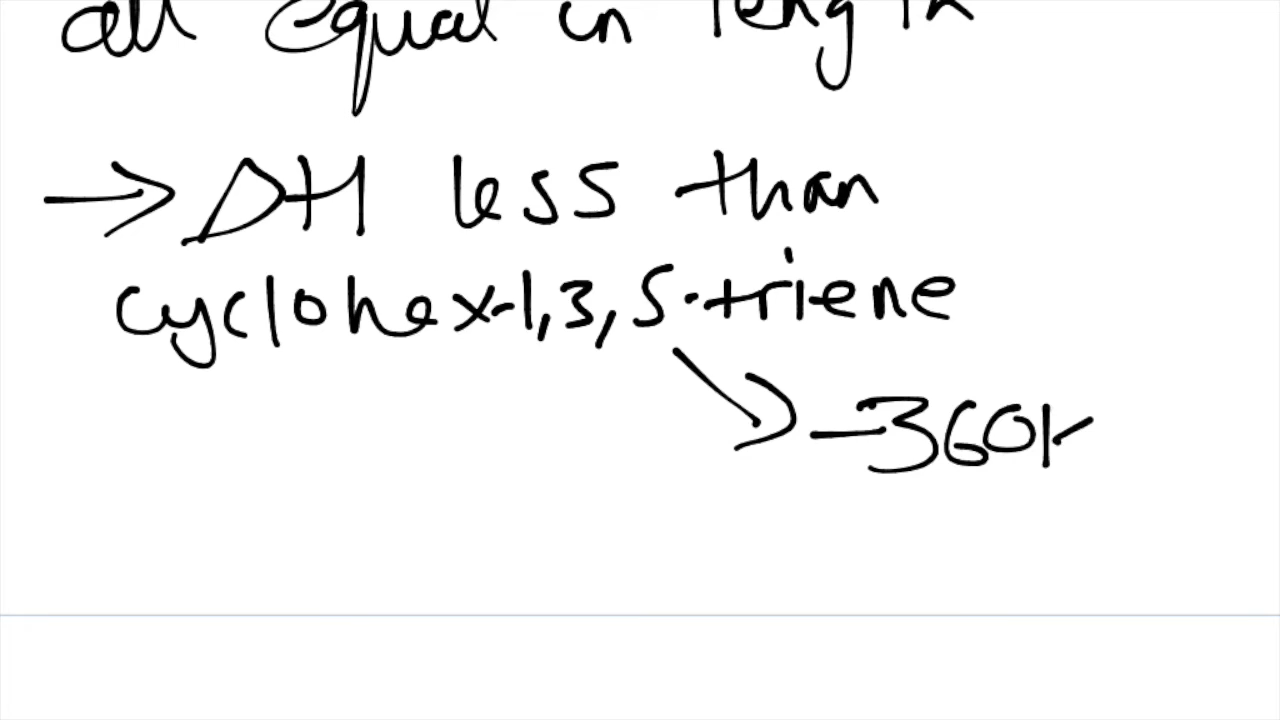 all equal in length
→ ΔH less than
cyclohex-1,3,5-triene
→ -360k